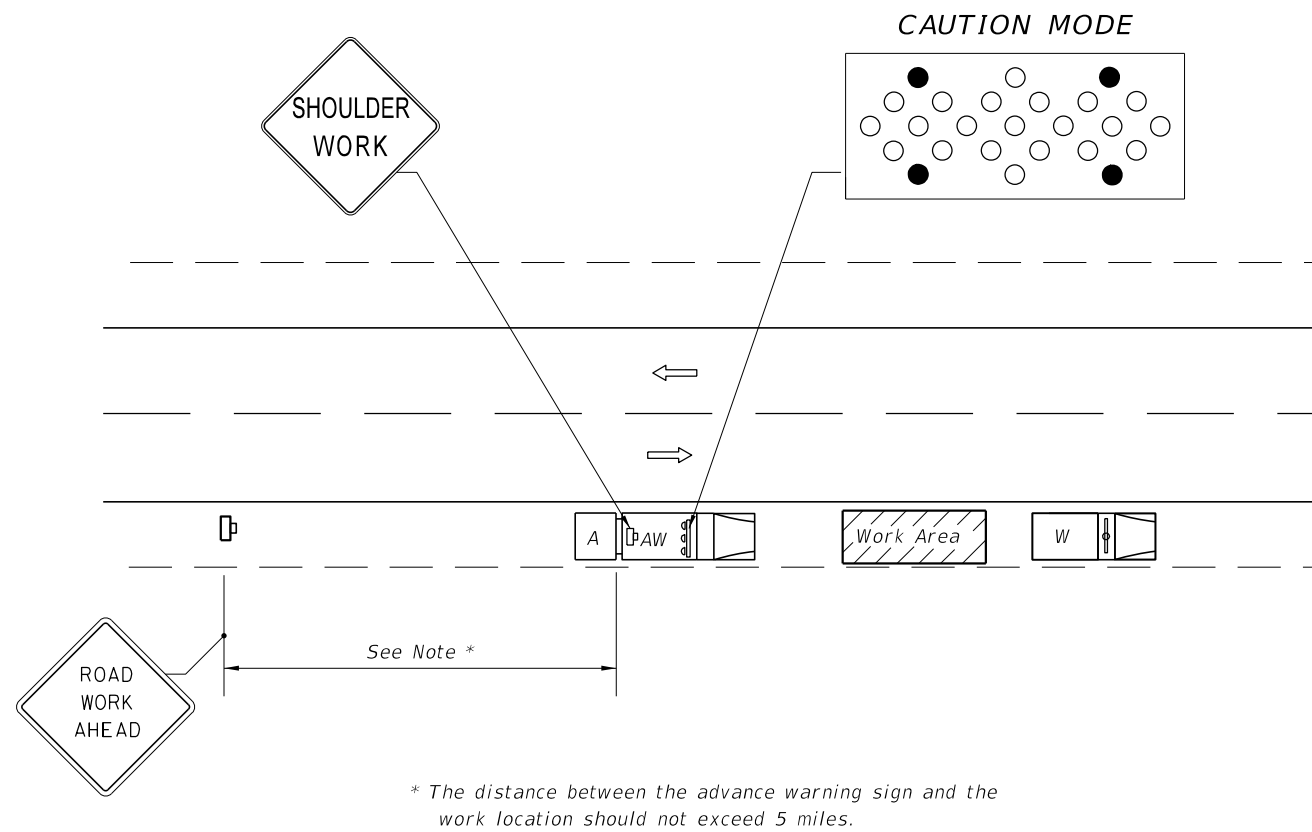 CAUTION MODE
SHOULDER
WORK
A
AW
Work Area
W
See Note *
ROAD
WORK
AHEAD
* The distance between the advance warning sign and the
work location should not exceed 5 miles.